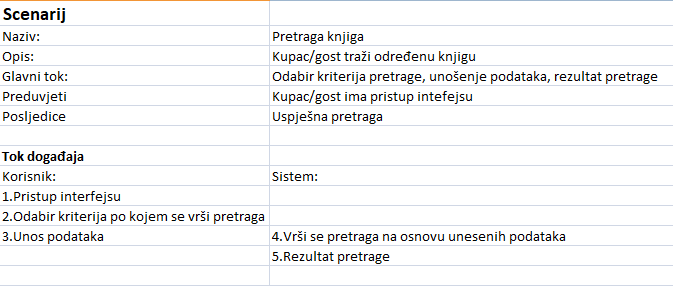 Scenarij
Naziv: Pretraga knjiga
Opis: Kupac/gost traži određenu knjigu
Glavni tok: Odabir kriterija pretrage, unošenje podataka, rezultat pretrage
Preduvjeti Kupac/gost ima pristup intefejsu
Posljedice Uspješna pretraga
Tok događaja
Korisnik: Sistem:
1.Pristup interfejsu
2.Odabir kriterija po kojem se vrši pretraga
3.Unos podataka 4.Vrši se pretraga na osnovu unesenih podataka
5.Rezultat pretrage